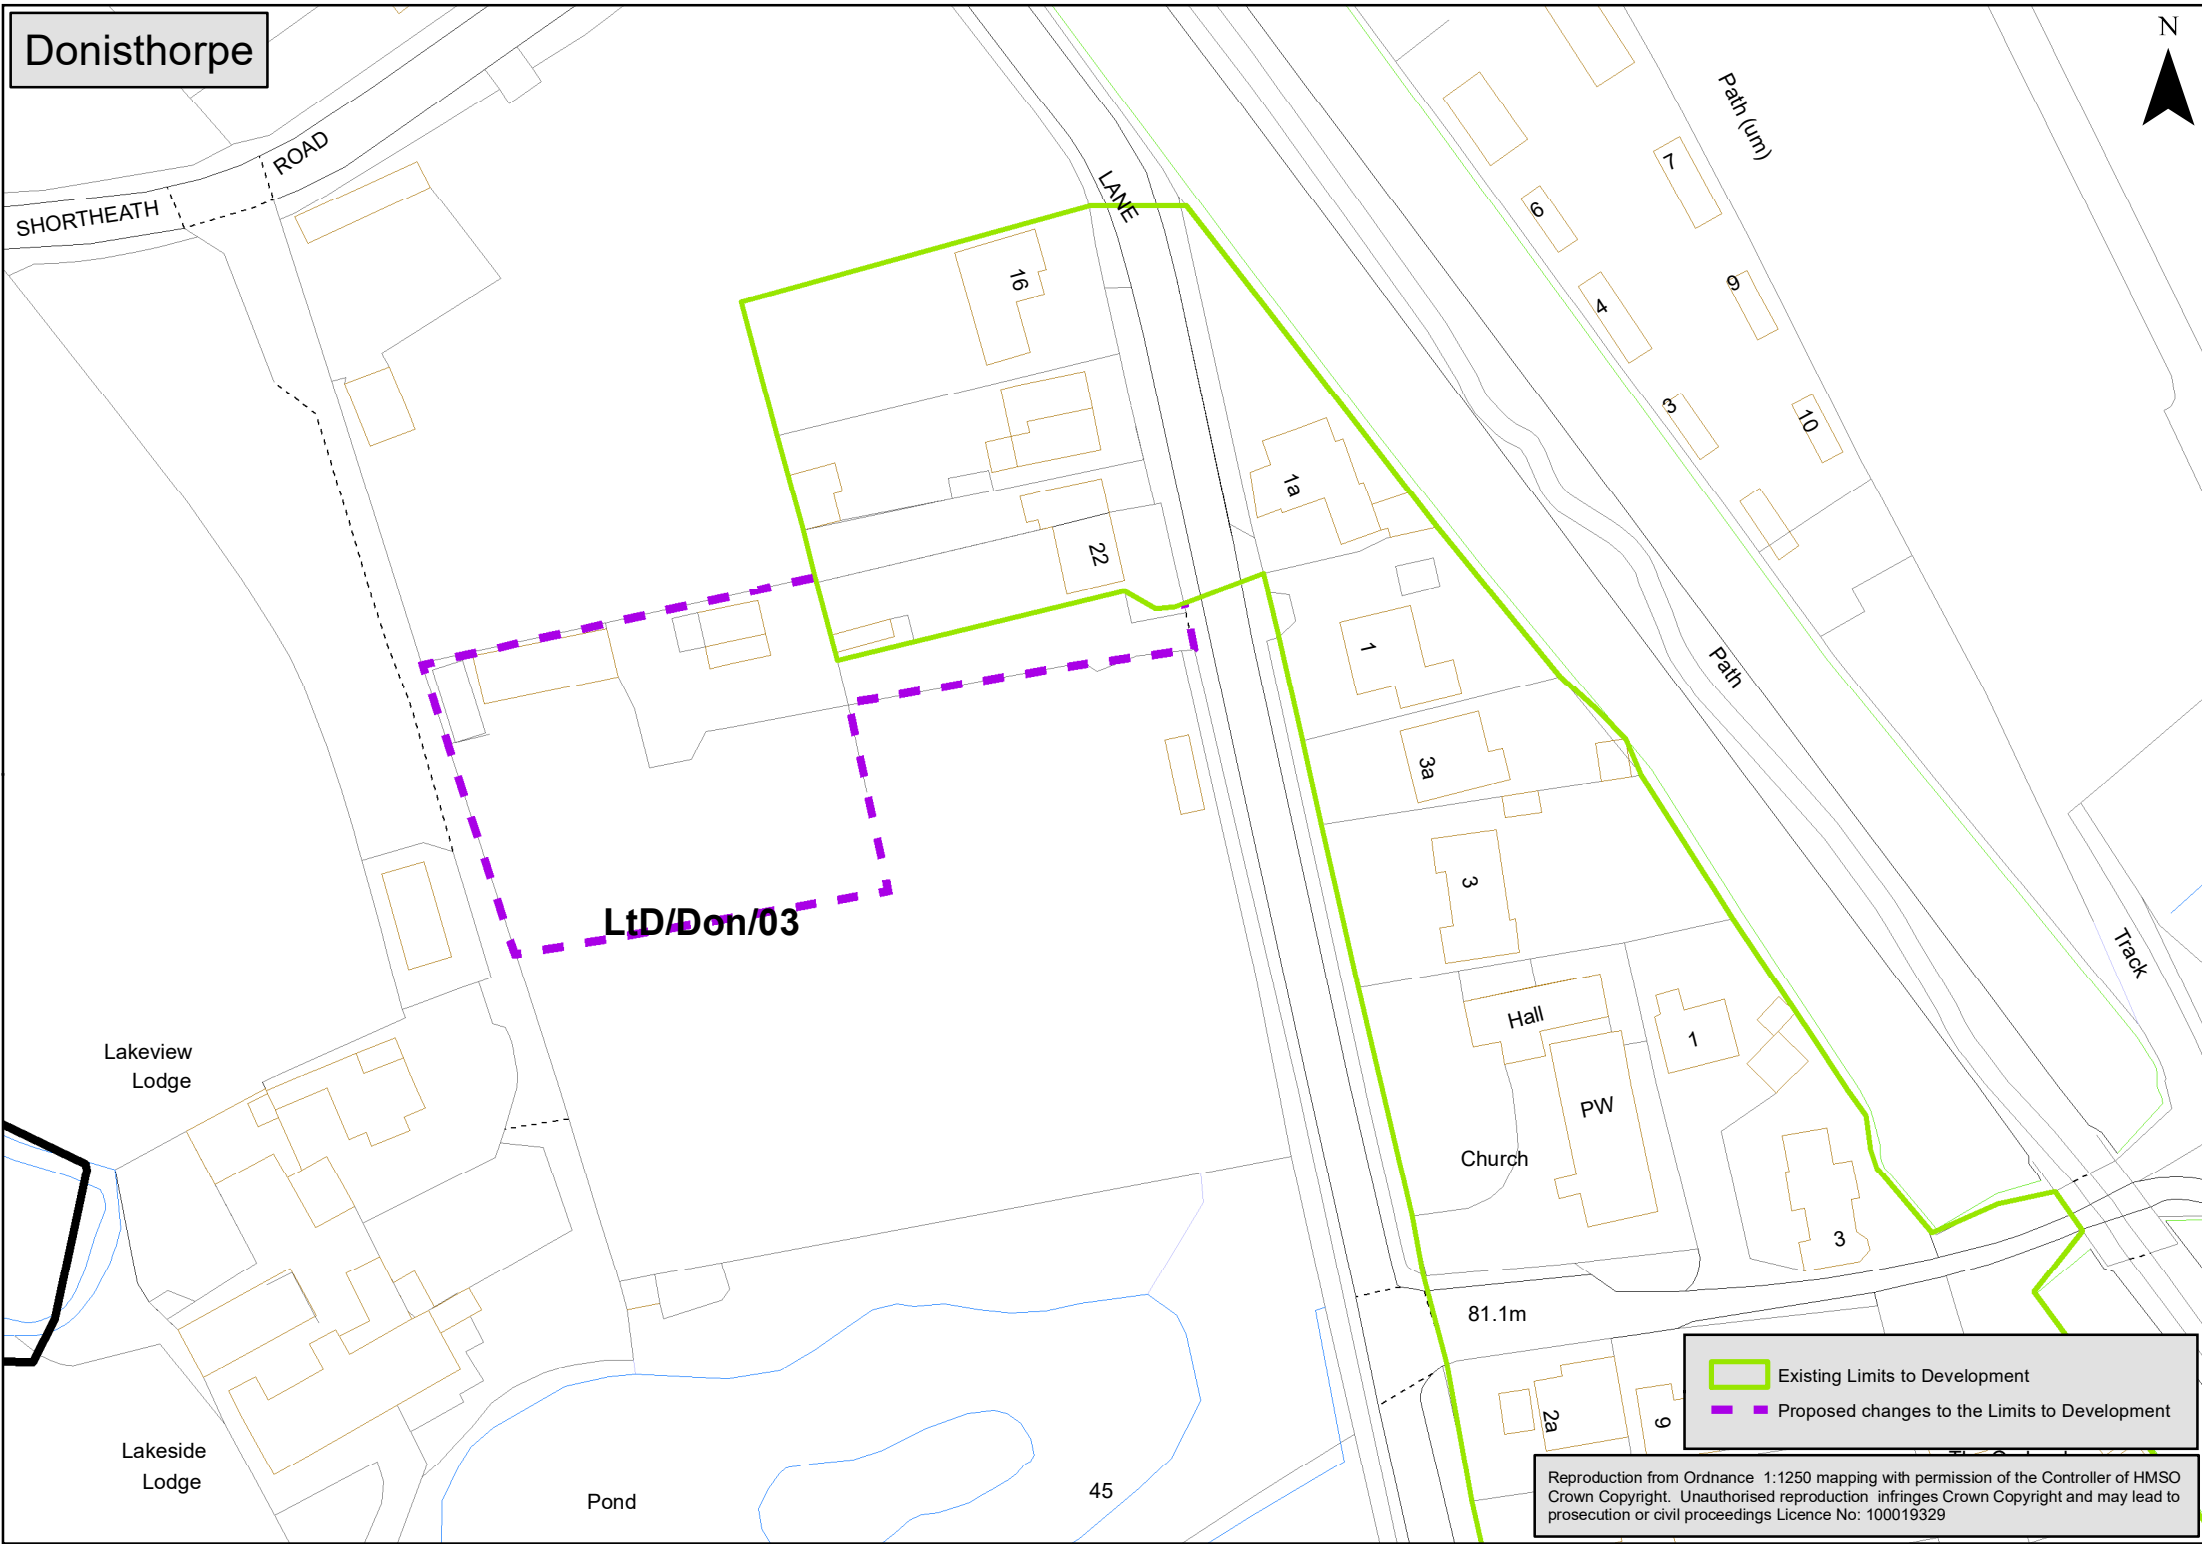 Donisthorpe
N
SHORTHEATH
ROAD
LANE
Path (um)
16
7
6
9
4
3
10
1a
22
1
Path
3a
3
LtD/Don/03
Track
Hall
1
Lakeview
Lodge
PW
Church
3
81.1m
Existing Limits to Development
Proposed changes to the Limits to Development
2a
9
Lakeside
Lodge
Pond
45
Reproduction from Ordnance 1:1250 mapping with permission of the Controller of HMSO
Crown Copyright. Unauthorised reproduction infringes Crown Copyright and may lead to
prosecution or civil proceedings Licence No: 100019329